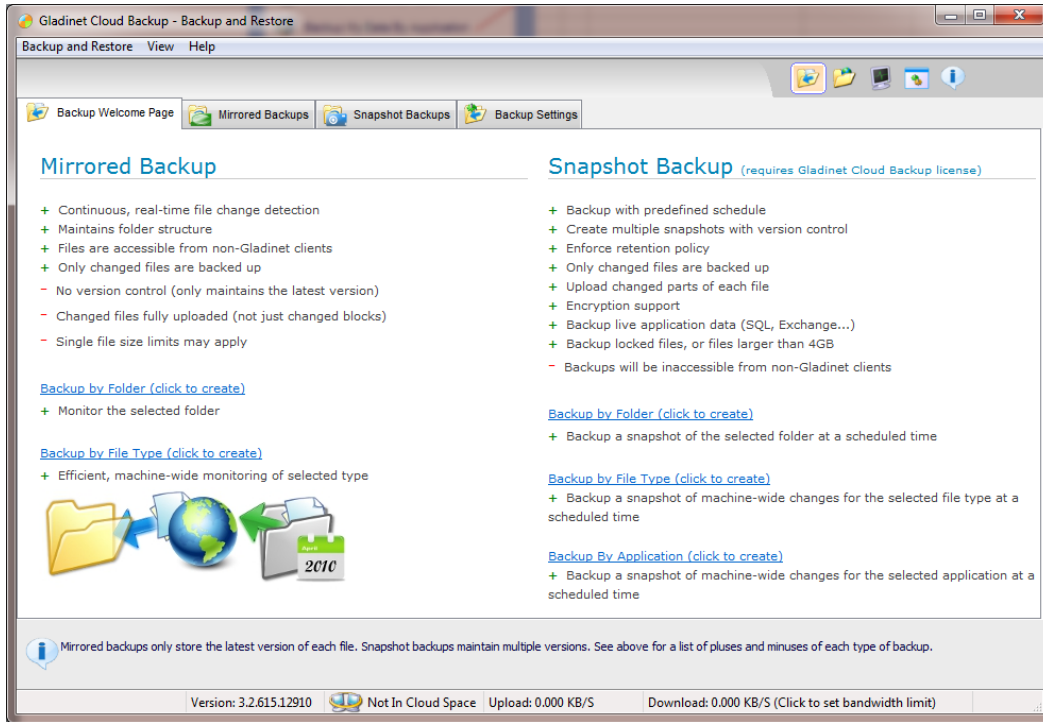 Gladinet Cloud Backup - Backup and Restore
Backup and Restore View Help
Backup Welcome Page Mirrored Backups Snapshot Backups Backup Settings
Mirrored Backup
+ Continuous, real-time file change detection
+ Maintains folder structure
+ Files are accessible from non-Gladinet clients
+ Only changed files are backed up
- No version control (only maintains the latest version)
- Changed files fully uploaded (not just changed blocks)
- Single file size limits may apply
Backup by Folder (click to create)
+ Monitor the selected folder
Backup by File Type (click to create)
+ Efficient, machine-wide monitoring of selected type
April
2010
Snapshot Backup (requires Gladinet Cloud Backup license)
+ Backup with predefined schedule
+ Create multiple snapshots with version control
+ Enforce retention policy
+ Only changed files are backed up
+ Upload changed parts of each file
+ Encryption support
+ Backup live application data (SQL, Exchange...)
+ Backup locked files, or files larger than 4GB
- Backups will be inaccessible from non-Gladinet clients
Backup by Folder (click to create)
+ Backup a snapshot of the selected folder at a scheduled time
Backup by File Type (click to create)
+ Backup a snapshot of machine-wide changes for the selected file type at a
scheduled time
Backup By Application (click to create)
+ Backup a snapshot of machine-wide changes for the selected application at a
scheduled time
Mirrored backups only store the latest version of each file. Snapshot backups maintain multiple versions. See above for a list of pluses and minuses of each type of backup.
Version: 3.2.615.12910 Not In Cloud Space Upload: 0.000 KB/S Download: 0.000 KB/S (Click to set bandwidth limit)